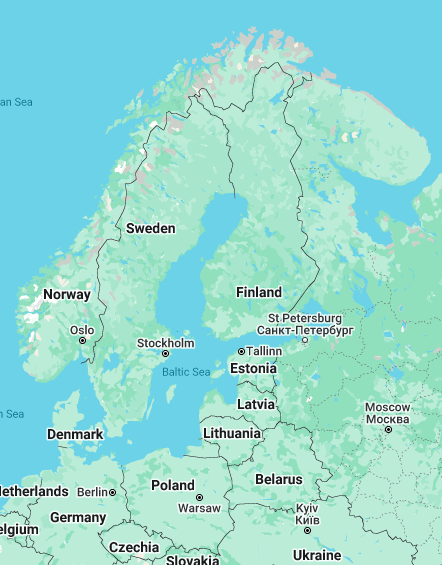 an Sea
Sweden
Norway
Finland
Oslo
St Petersburg
Санкт-Петербург
Stockholm
Tallinn
Baltic Sea
Estonia
Latvia
Moscow
Москва
h Sea
Denmark
Lithuania
Belarus
Poland
etherlands
Berlin
Warsaw
Germany
Kyiv
Київ
elgium
Czechia
Ukraine
Slovakia